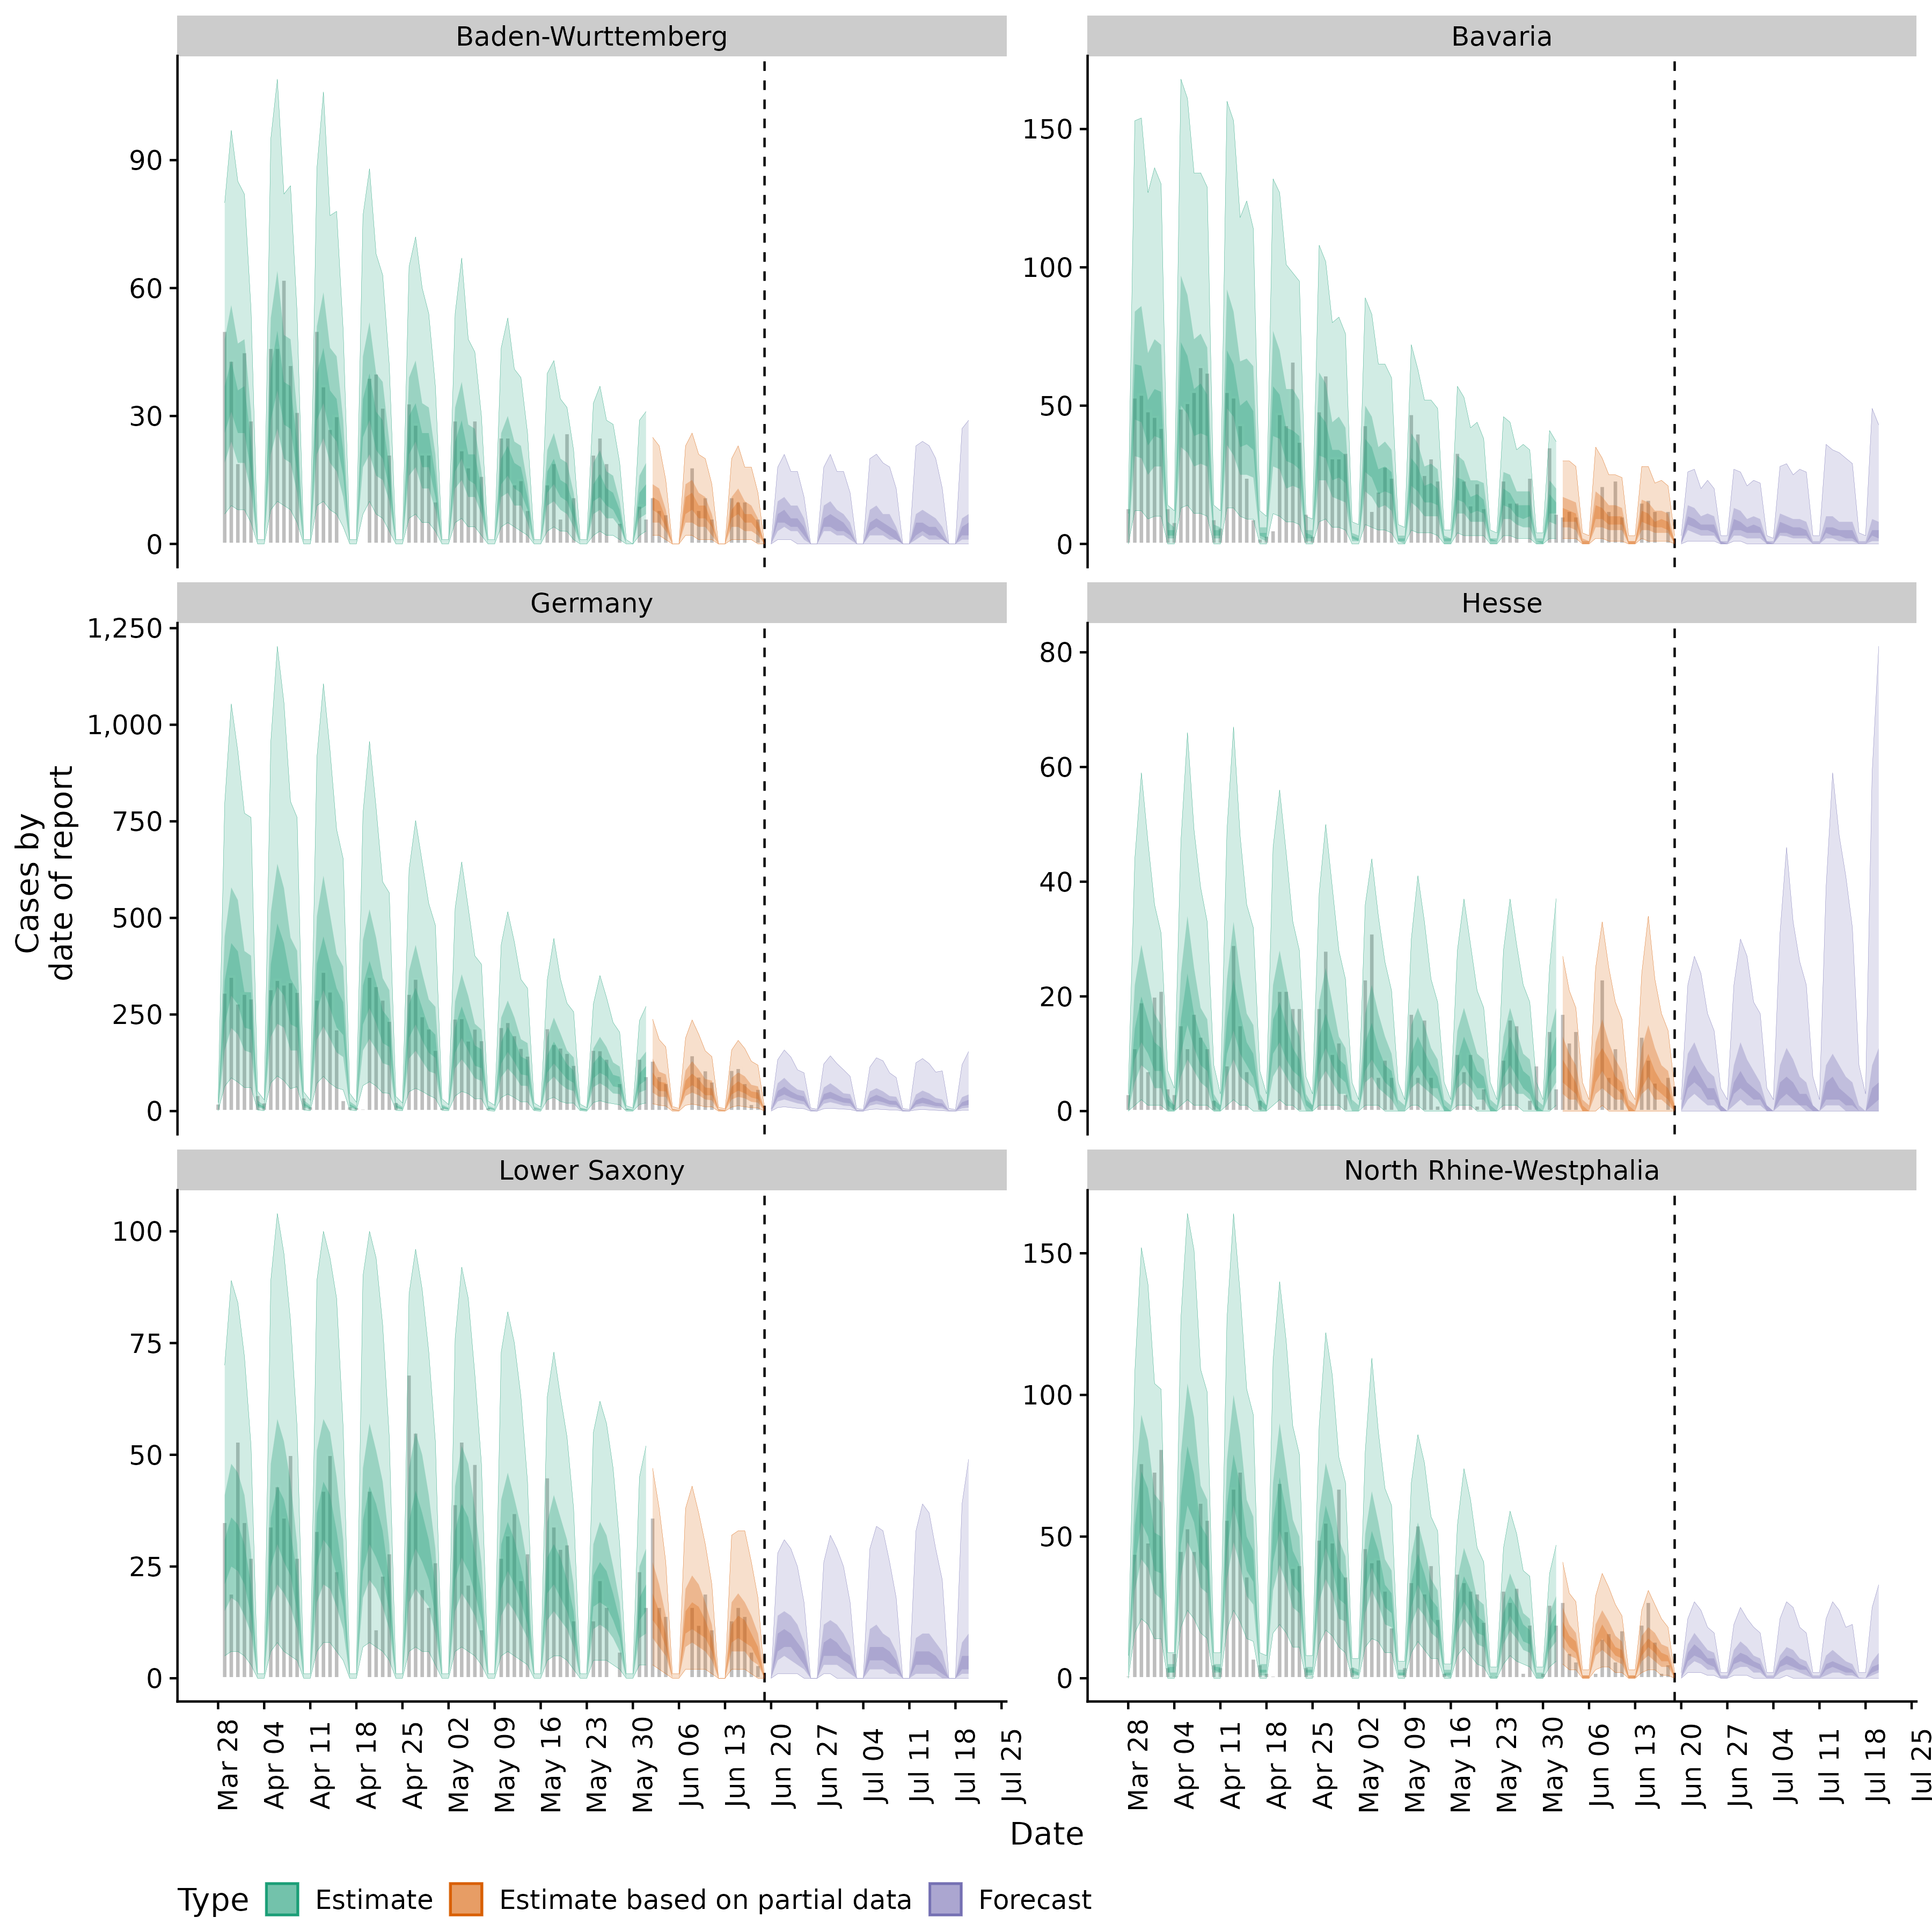 Baden-Wurttemberg
Bavaria
90
60
30
0
150
100
50
0
Germany
Hesse
1,250
1,000
750
500
250
0
80
60
40
20
0
Cases by
date of report
Lower Saxony
North Rhine-Westphalia
100
75
50
25
0
150
100
50
0
Mar 28
Apr 04
Apr 11
Apr 18
Apr 25
May 02
May 09
May 16
May 23
May 30
Jun 06
Jun 13
Jun 20
Jun 27
Jul 04
Jul 11
Jul 18
Jul 25
Mar 28
Apr 04
Apr 11
Apr 18
Apr 25
May 02
May 09
May 16
May 23
May 30
Jun 06
Jun 13
Jun 20
Jun 27
Jul 04
Jul 11
Jul 18
Jul 25
Date
Type Estimate Estimate based on partial data Forecast